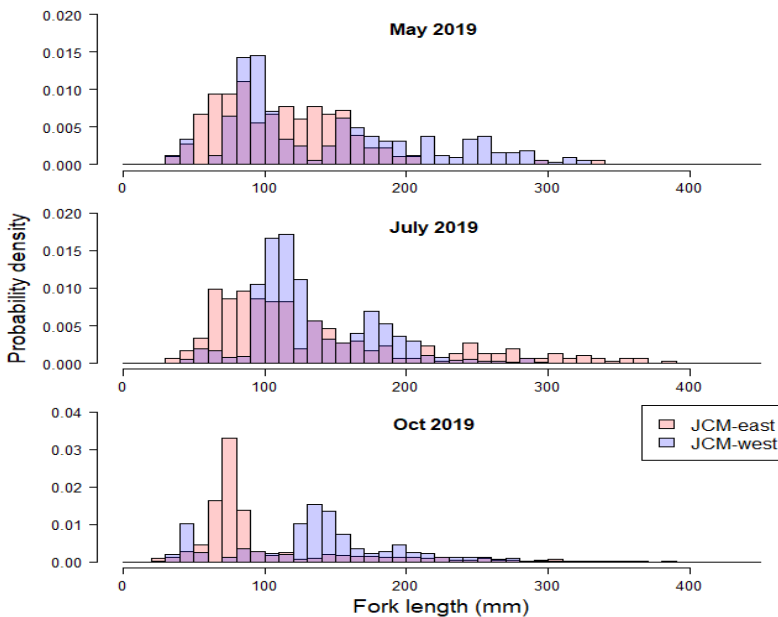 May 2019
0.020
0.015
0.010
0.005
0.000
0 100 200 300 400
July 2019
0.020
0.015
0.010
0.005
0.000
0 100 200 300 400
Probability density
Oct 2019
0.04
0.03
0.02
0.01
0.00
JCM-east
JCM-west
0 100 200 300 400
Fork length (mm)